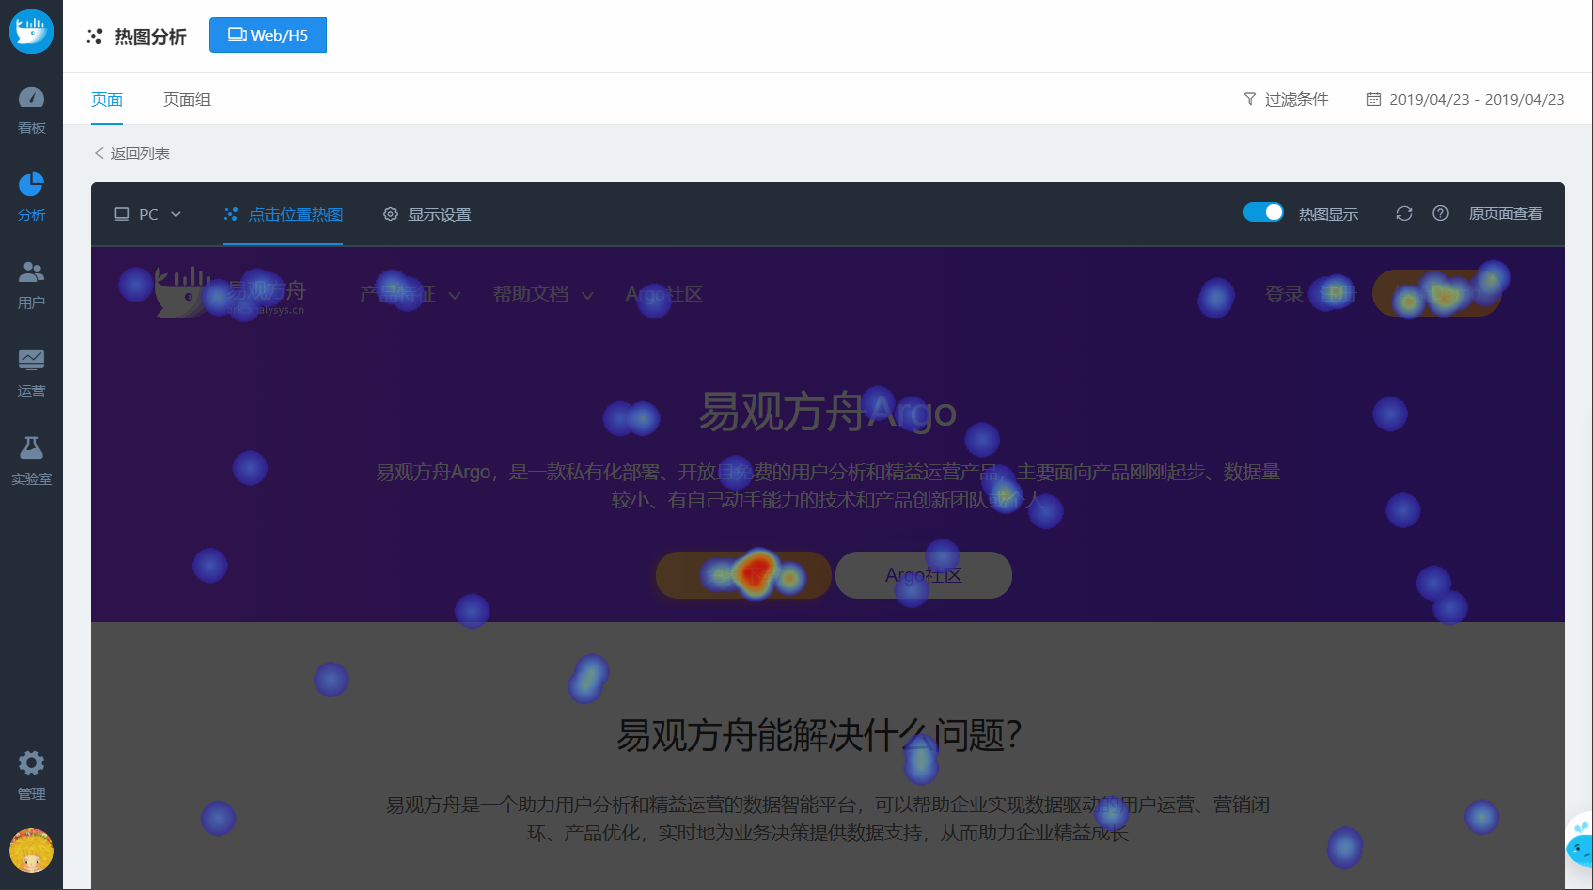 热图分析
Web/H5
页面
页面组
过滤条件
2019/04/23 - 2019/04/23
返回列表
看板
分析
用户
运营
实验室
管理
PC
点击位置热图
显示设置
热图显示
原页面查看
易观方舟
产品特征
帮助文档
Argo社区
登录
注册
易观方舟Argo
易观方舟Argo，是一款私有化部署、开放且免费的用户分析和精益运营产品，主要面向产品刚刚起步、数据量
较小、有自己动手能力的技术和产品创新团队或个人
Argo社区
易观方舟能解决什么问题?
易观方舟是一个助力用户分析和精益运营的数据智能平台，可以帮助企业实现数据驱动的用户运营、营销闭
环、产品优化，实时地为业务决策提供数据支持，从而助力企业精益成长